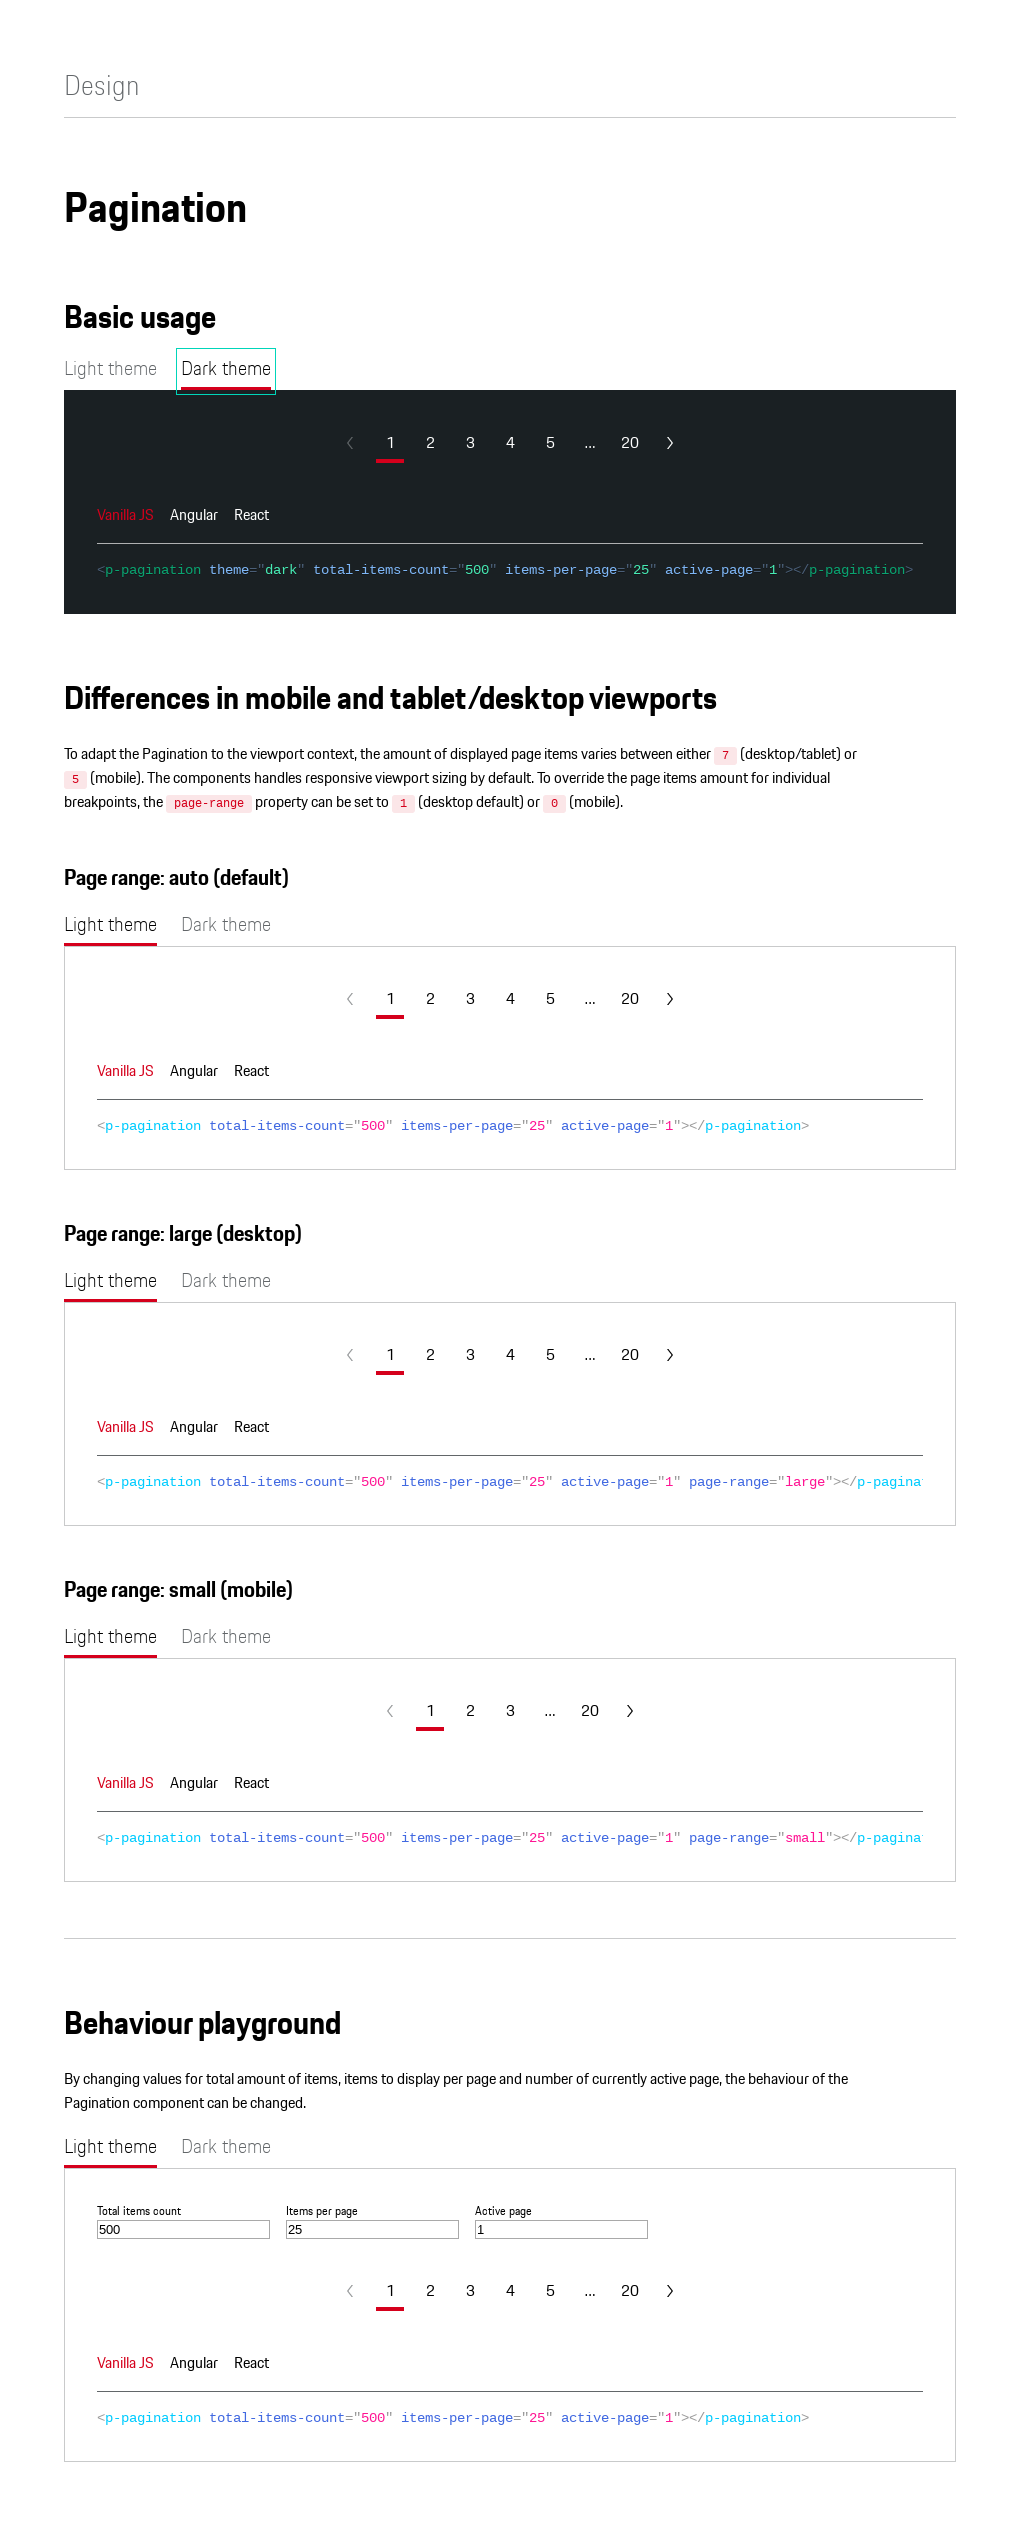 Design
Pagination
Basic usage
Light theme Dark theme
1 2 3 4 5 ... 20
Vanilla JS Angular React
<p-pagination theme="dark" total-items-count="500" items-per-page="25" active-page="1"></p-pagination>
Differences in mobile and tablet/desktop viewports
To adapt the Pagination to the viewport context, the amount of displayed page items varies between either 7 (desktop/tablet) or
5 (mobile). The components handles responsive viewport sizing by default. To override the page items amount for individual
breakpoints, the page-range property can be set to 1 (desktop default) or 0 (mobile).
Page range: auto (default)
Light theme Dark theme
1 2 3 4 5 ... 20
Vanilla JS Angular React
<p-pagination total-items-count="500" items-per-page="25" active-page="1"></p-pagination>
Page range: large (desktop)
Light theme Dark theme
1 2 3 4 5 ... 20
Vanilla JS Angular React
<p-pagination total-items-count="500" items-per-page="25" active-page="1" page-range="large"></p-pagina
Page range: small (mobile)
Light theme Dark theme
1 2 3 ... 20
Vanilla JS Angular React
<p-pagination total-items-count="500" items-per-page="25" active-page="1" page-range="small"></p-pagina
Behaviour playground
By changing values for total amount of items, items to display per page and number of currently active page, the behaviour of the
Pagination component can be changed.
Light theme Dark theme
Total items count Items per page Active page
500 25 1
1 2 3 4 5 ... 20
Vanilla JS Angular React
<p-pagination total-items-count="500" items-per-page="25" active-page="1"></p-pagination>